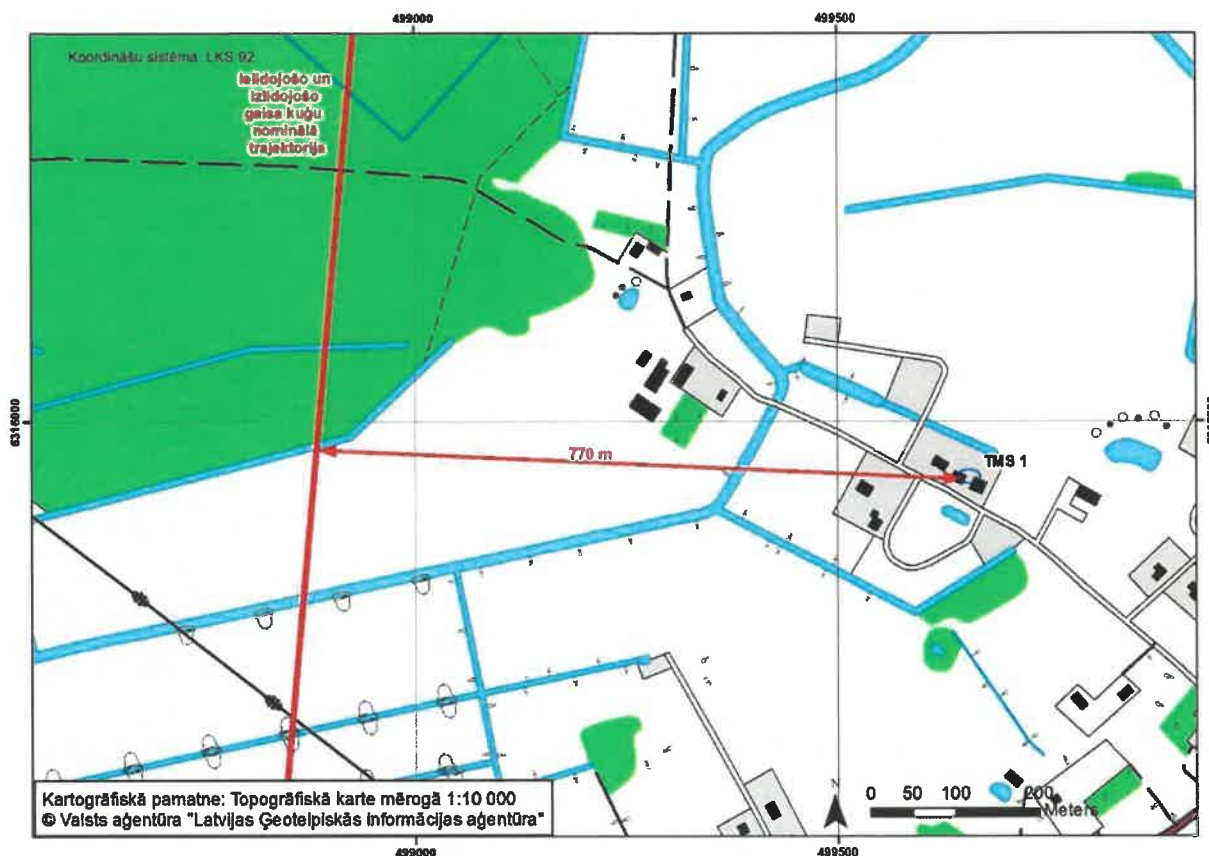 499000
499500
Koordināšu sistēma: LKS 92
Ielidojošo un
izlidojošo
gaisa kuģu
nominālā
trajektorija
6316000
770 m
TMS 1
N
0 50 100 200
Meters
Kartogrāfiskā pamatne: Topogrāfiskā karte mērogā 1:10 000
© Valsts aģentūra "Latvijas Ģeotelpiskās informācijas aģentūra"
499000
499500